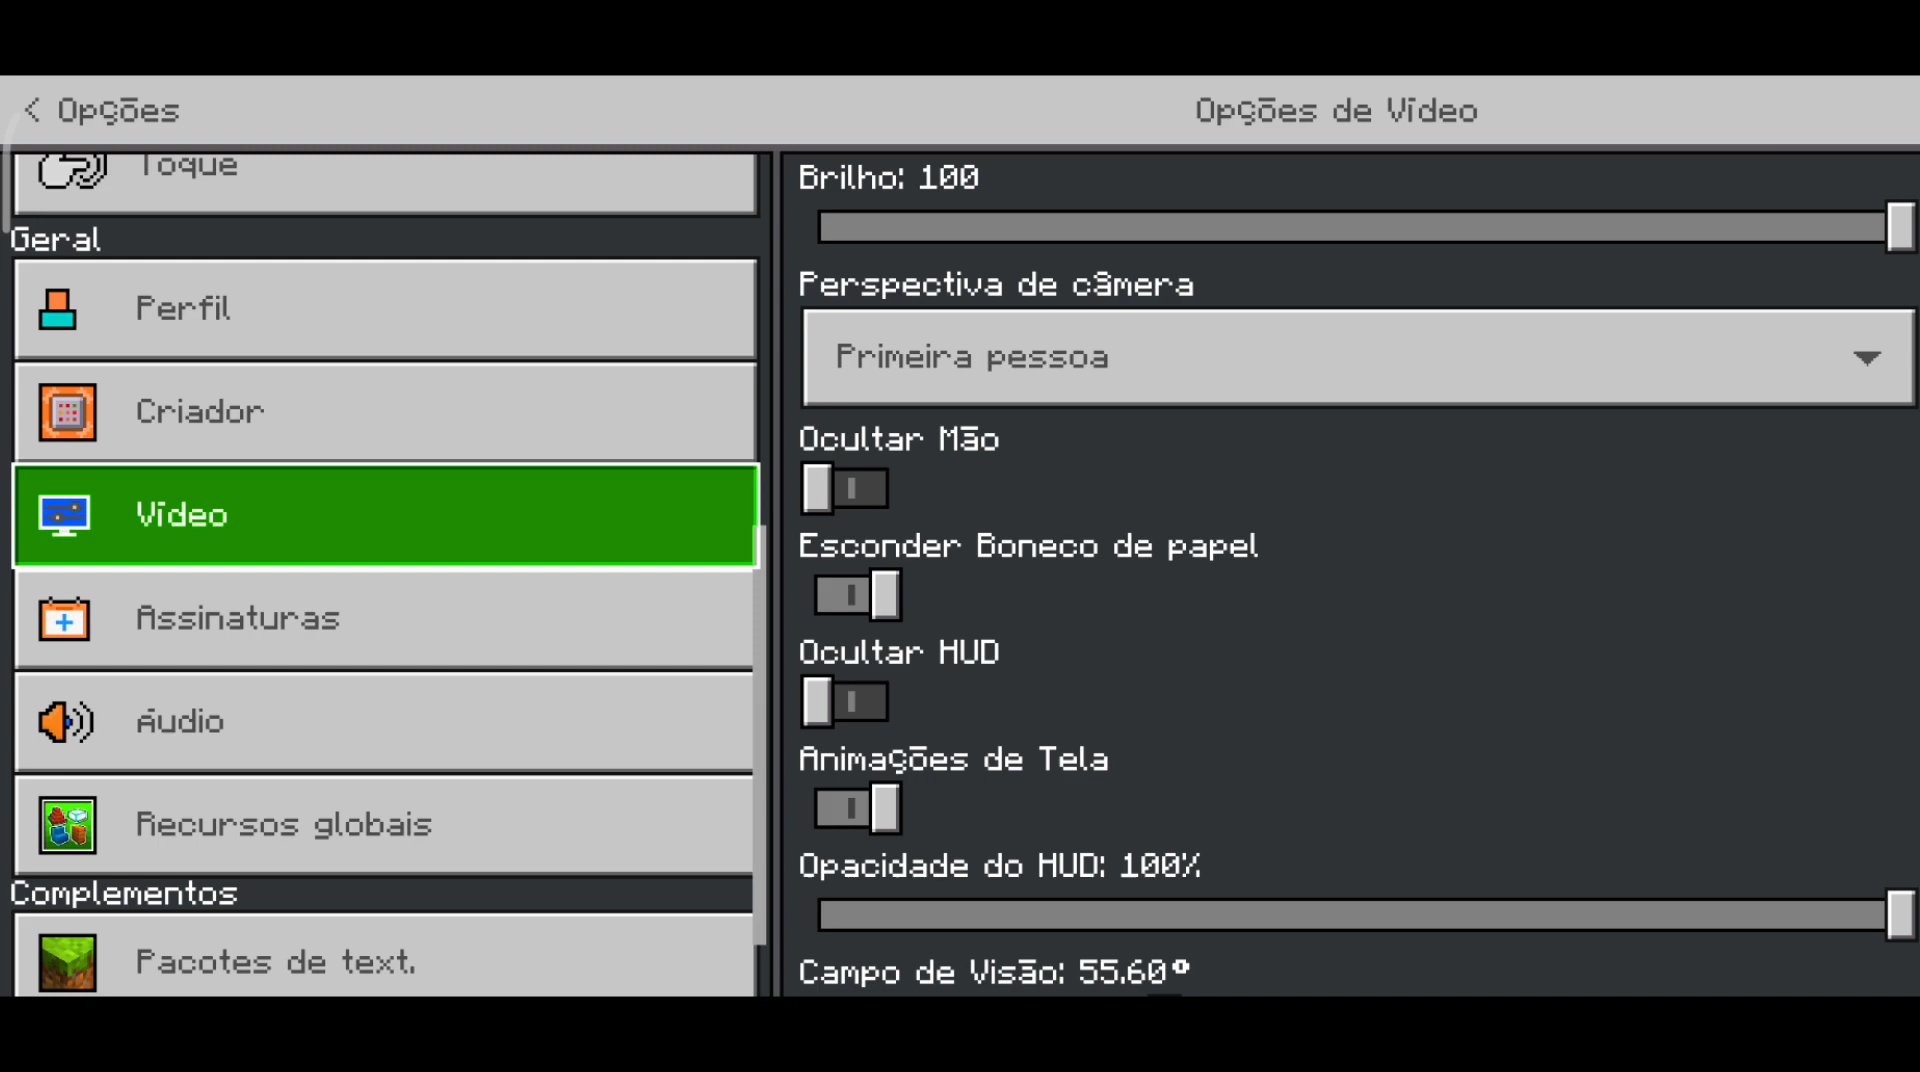 < Opções
Opções de Vídeo
Toque
Geral
Perfil
Criador
Vídeo
Assinaturas
Áudio
Recursos globais
Complementos
Pacotes de text.
Brilho: 100
Perspectiva de câmera
Primeira pessoa
Ocultar Mão
Esconder Boneco de papel
Ocultar HUD
Animações de Tela
Opacidade do HUD: 100%
Campo de Visão: 55.60°